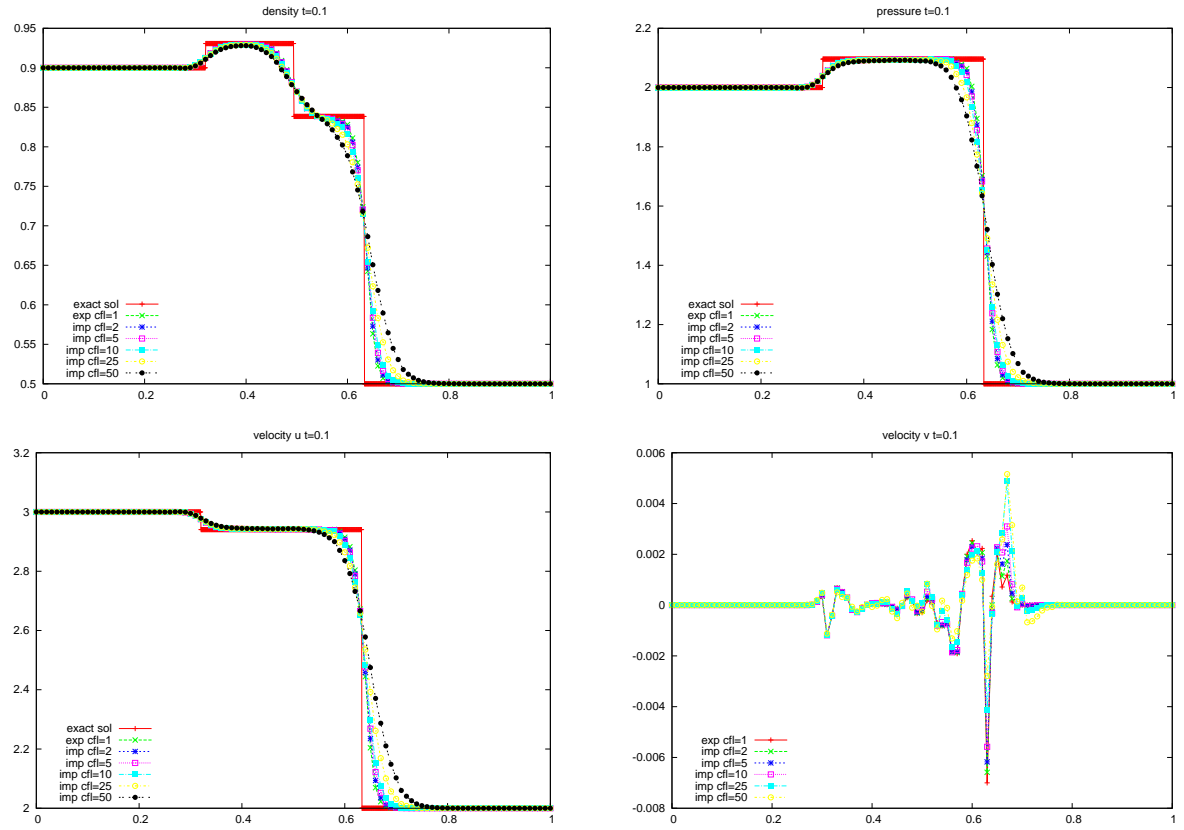 density t=0.1
0.95
0.9
0.85
0.8
0.75
0.7
0.65
0.6
0.55
0.5
0 0.2 0.4 0.6 0.8 1
exact sol
exp cfl=1
imp cfl=2
imp cfl=5
imp cfl=10
imp cfl=25
imp cfl=50
pressure t=0.1
2.2
2
1.8
1.6
1.4
1.2
1
0 0.2 0.4 0.6 0.8 1
exact sol
exp cfl=1
imp cfl=2
imp cfl=5
imp cfl=10
imp cfl=25
imp cfl=50
velocity u t=0.1
3.2
3
2.8
2.6
2.4
2.2
2
0 0.2 0.4 0.6 0.8 1
exact sol
exp cfl=1
imp cfl=2
imp cfl=5
imp cfl=10
imp cfl=25
imp cfl=50
velocity v t=0.1
0.006
0.004
0.002
0
-0.002
-0.004
-0.006
-0.008
0 0.2 0.4 0.6 0.8 1
exp cfl=1
imp cfl=2
imp cfl=5
imp cfl=10
imp cfl=25
imp cfl=50